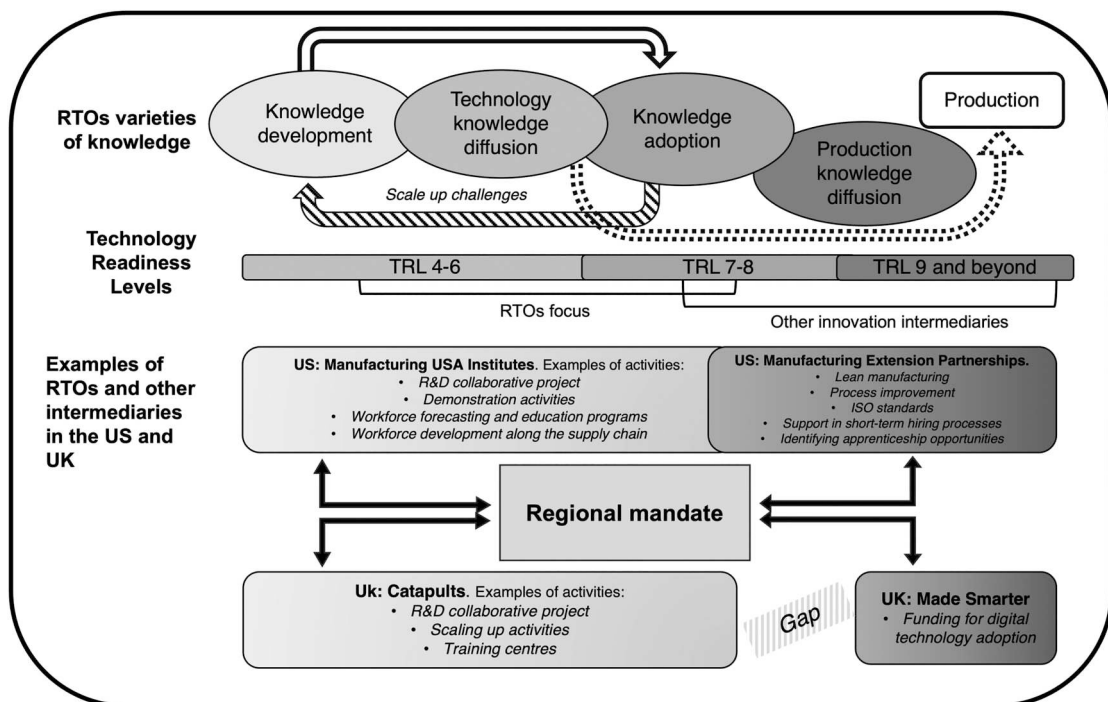 RTOs varieties
of knowledge
Knowledge
development
Technology
knowledge
diffusion
Knowledge
adoption
Production
knowledge
diffusion
Production
Scale up challenges
Technology
Readiness
Levels
TRL 4-6
TRL 7-8
TRL 9 and beyond
RTOs focus
Other innovation intermediaries
Examples of
RTOs and other
intermediaries
in the US and
UK
US: Manufacturing USA Institutes. Examples of activities:
• R&D collaborative project
• Demonstration activities
• Workforce forecasting and education programs
• Workforce development along the supply chain
US: Manufacturing Extension Partnerships.
• Lean manufacturing
• Process improvement
• ISO standards
• Support in short-term hiring processes
• Identifying apprenticeship opportunities
Regional mandate
Uk: Catapults. Examples of activities:
• R&D collaborative project
• Scaling up activities
• Training centres
Gap
UK: Made Smarter
• Funding for digital
technology adoption